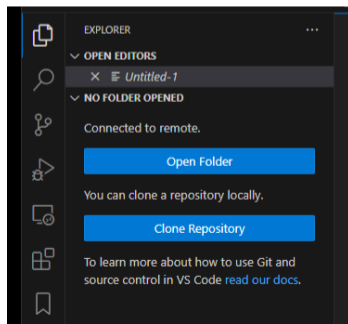 EXPLORER
OPEN EDITORS
Untitled-1
NO FOLDER OPENED
Connected to remote.
Open Folder
You can clone a repository locally.
Clone Repository
To learn more about how to use Git and
source control in VS Code read our docs.